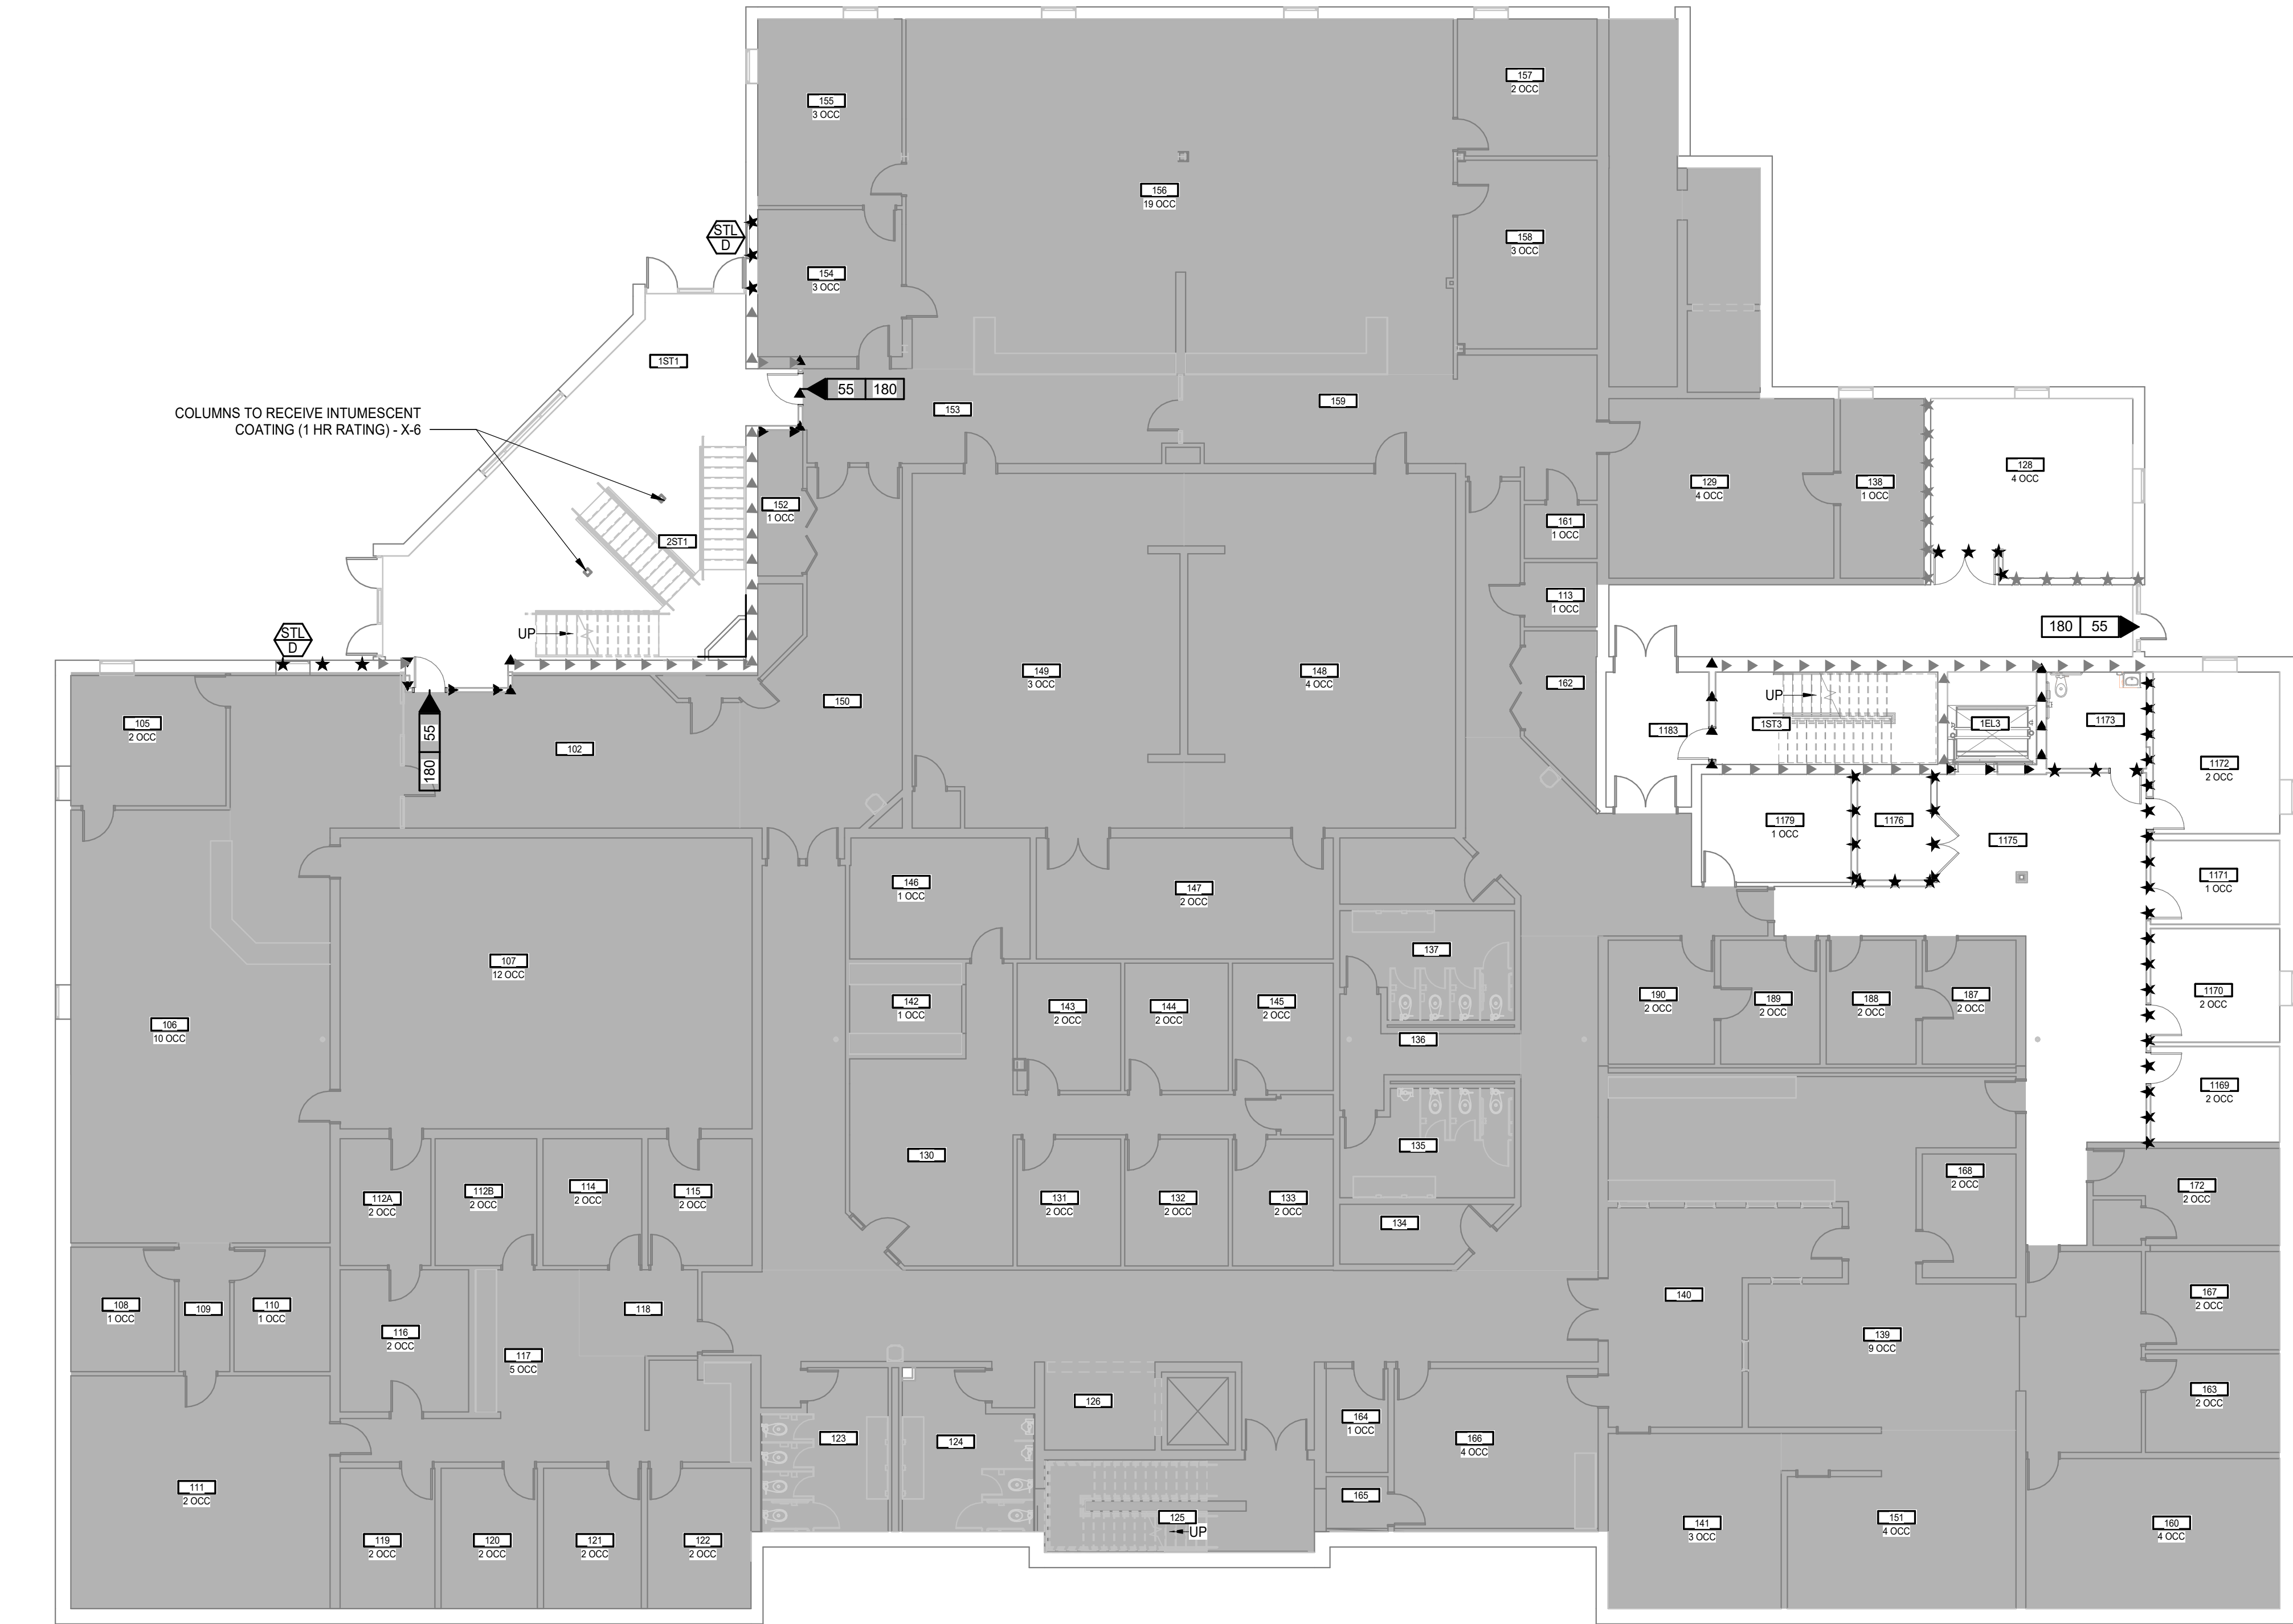 155
3 OCC
157
2 OCC
156
19 OCC
STL
D
158
3 OCC
154
3 OCC
1ST1
55 180
153
159
COLUMNS TO RECEIVE INTUMESCENT
COATING (1 HR RATING) - X-6
128
4 OCC
129
4 OCC
138
1 OCC
152
1 OCC
161
1 OCC
2ST1
113
1 OCC
UP
STL
D
180 55
149
3 OCC
148
4 OCC
162
150
105
2 OCC
102
180 55
UP
1183
1ST3
1EL3
1173
1172
2 OCC
1179
1 OCC
1176
1175
1171
1 OCC
146
1 OCC
147
2 OCC
107
12 OCC
137
142
1 OCC
143
2 OCC
144
2 OCC
145
2 OCC
190
2 OCC
189
2 OCC
188
2 OCC
187
2 OCC
1170
2 OCC
106
10 OCC
136
1169
2 OCC
135
130
112A
2 OCC
112B
2 OCC
114
2 OCC
115
2 OCC
131
2 OCC
132
2 OCC
133
2 OCC
134
168
2 OCC
172
2 OCC
108
1 OCC
109
110
1 OCC
118
140
167
2 OCC
116
2 OCC
117
5 OCC
139
9 OCC
163
2 OCC
126
164
1 OCC
123
124
166
4 OCC
111
2 OCC
165
125
UP
119
2 OCC
120
2 OCC
121
2 OCC
122
2 OCC
141
3 OCC
151
4 OCC
160
4 OCC